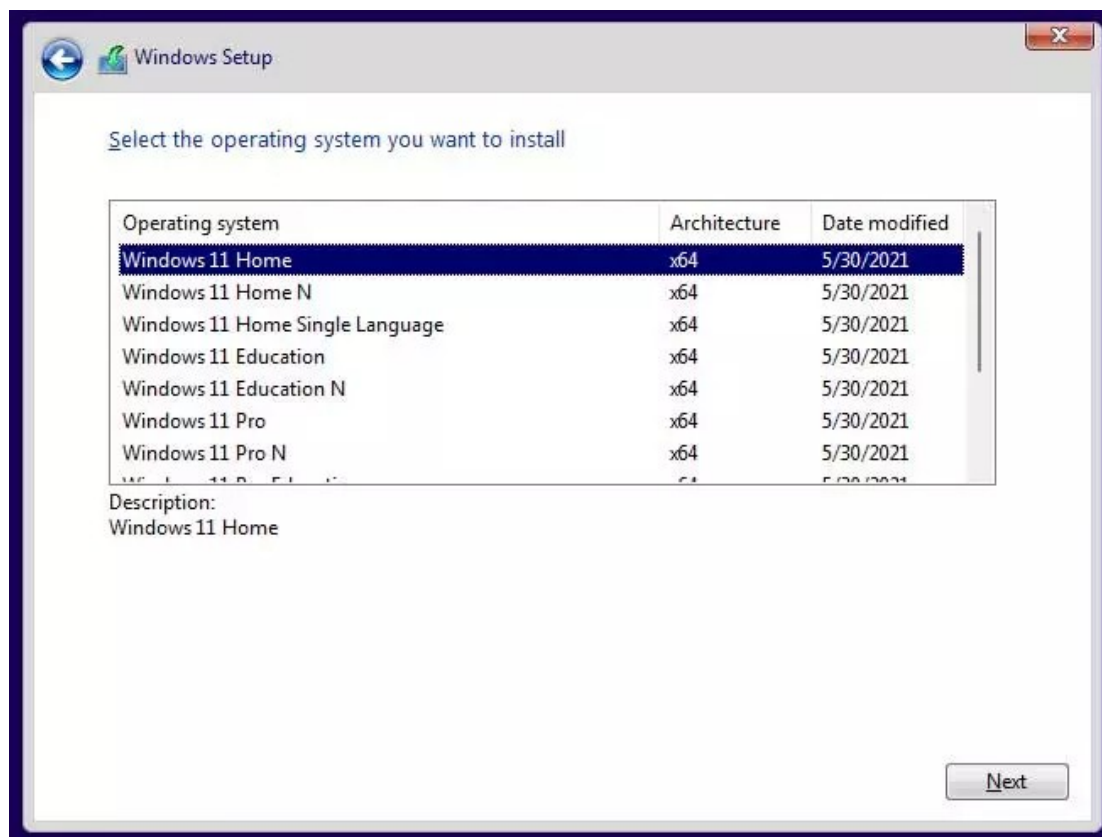 Windows Setup
Select the operating system you want to install
Operating system Architecture Date modified
Windows 11 Home x64 5/30/2021
Windows 11 Home N x64 5/30/2021
Windows 11 Home Single Language x64 5/30/2021
Windows 11 Education x64 5/30/2021
Windows 11 Education N x64 5/30/2021
Windows 11 Pro x64 5/30/2021
Windows 11 Pro N x64 5/30/2021
Description:
Windows 11 Home
Next